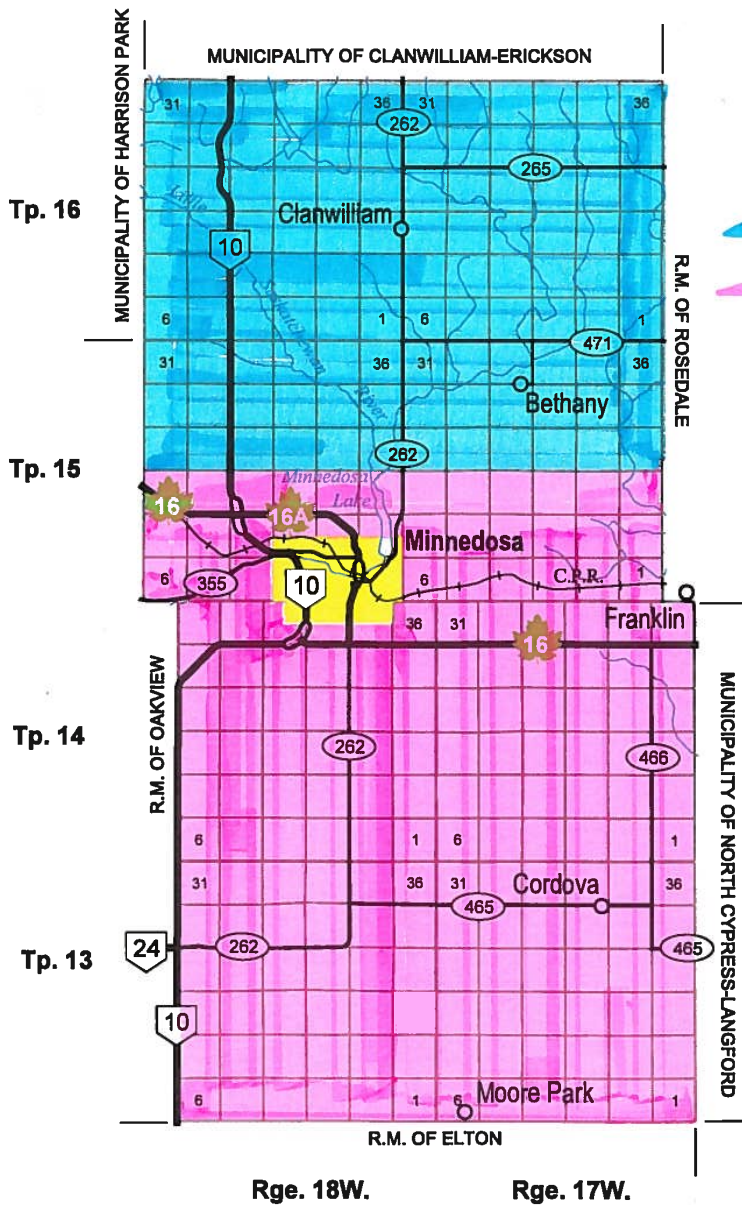 MUNICIPALITY OF CLANWILLIAM-ERICKSON
MUNICIPALITY OF HARRISON PARK
31
36
31
36
262
265
Tp. 16
Little
Clanwilliam
10
Saskatchewan
R.M. OF ROSEDALE
6
1
6
1
471
31
36
31
36
River
Bethany
262
Tp. 15
Minnedosa
Lake
16
16A
Minnedosa
6
355
10
6
C.P.R.
1
Franklin
36
31
16
R.M. OF OAKVIEW
MUNICIPALITY OF NORTH CYPRESS-LANGFORD
Tp. 14
262
466
6
1
6
1
31
36
31
36
Cordova
465
24
262
465
Tp. 13
10
Moore Park
6
1
6
1
R.M. OF ELTON
Rge. 18W.
Rge. 17W.